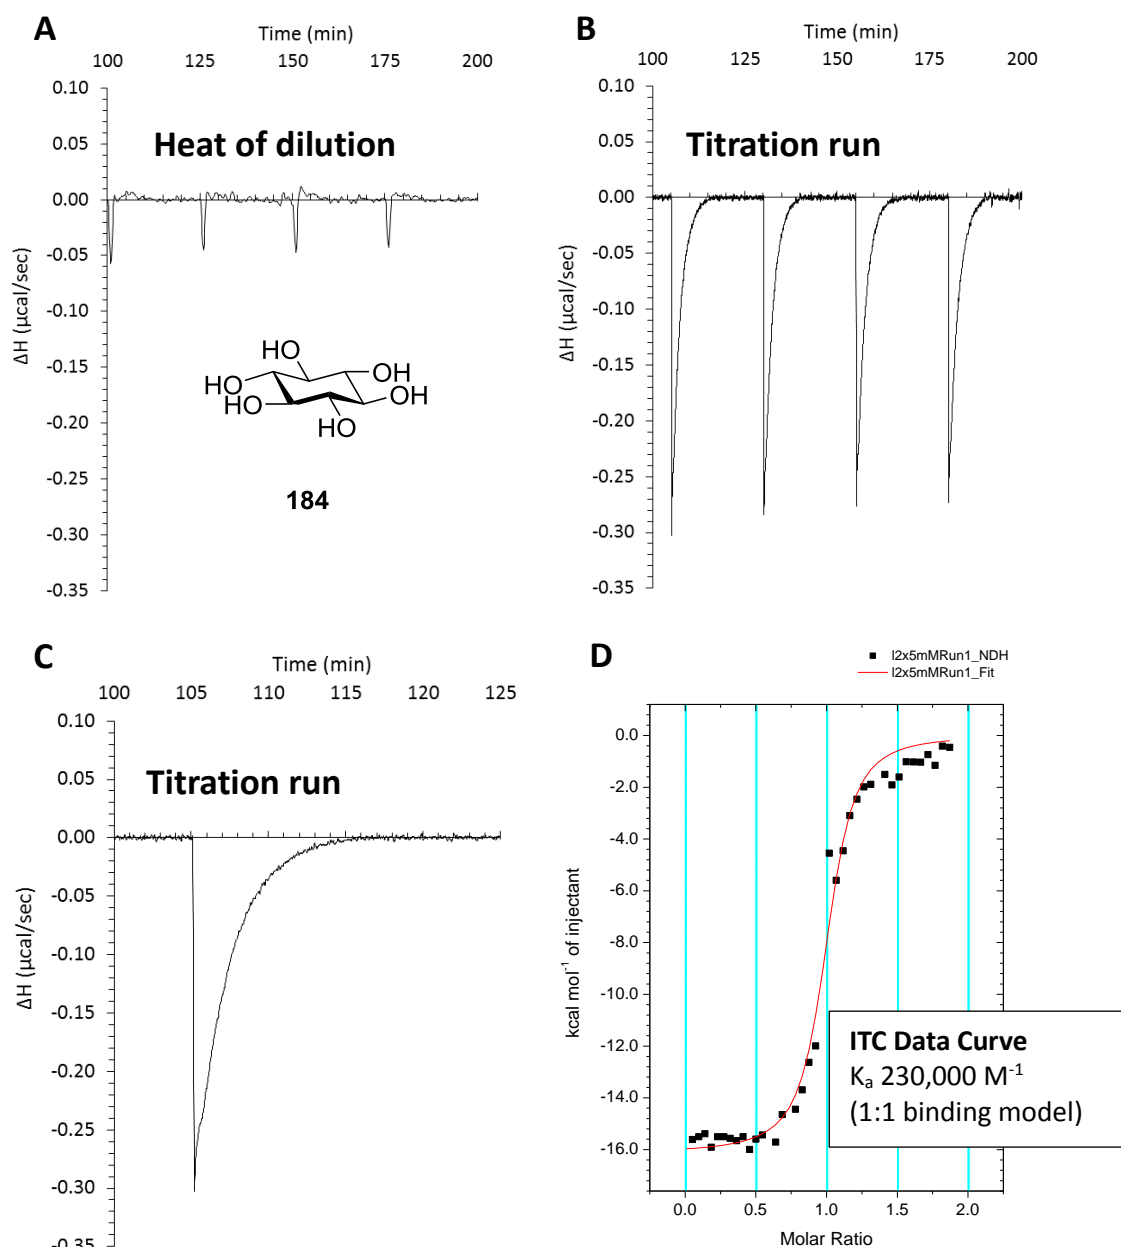 A
Time (min)
100 125 150 175 200
0.10
0.05
0.00
-0.05
-0.10
-0.15
-0.20
-0.25
-0.30
-0.35
ΔH (µcal/sec)
Heat of dilution
HO
HO
HO
OH
OH
HO
184
B
Time (min)
100 125 150 175 200
0.10
0.05
0.00
-0.05
-0.10
-0.15
-0.20
-0.25
-0.30
-0.35
ΔH (µcal/sec)
Titration run
C
Time (min)
100 105 110 115 120 125
0.10
0.05
0.00
-0.05
-0.10
-0.15
-0.20
-0.25
-0.30
-0.35
ΔH (µcal/sec)
Titration run
D
I2x5mMRun1_NDH
I2x5mMRun1_Fit
0.0
-2.0
-4.0
-6.0
-8.0
-10.0
-12.0
-14.0
-16.0
kcal mol⁻¹ of injectant
0.0 0.5 1.0 1.5 2.0
Molar Ratio
ITC Data Curve
Kₐ 230,000 M⁻¹
(1:1 binding model)